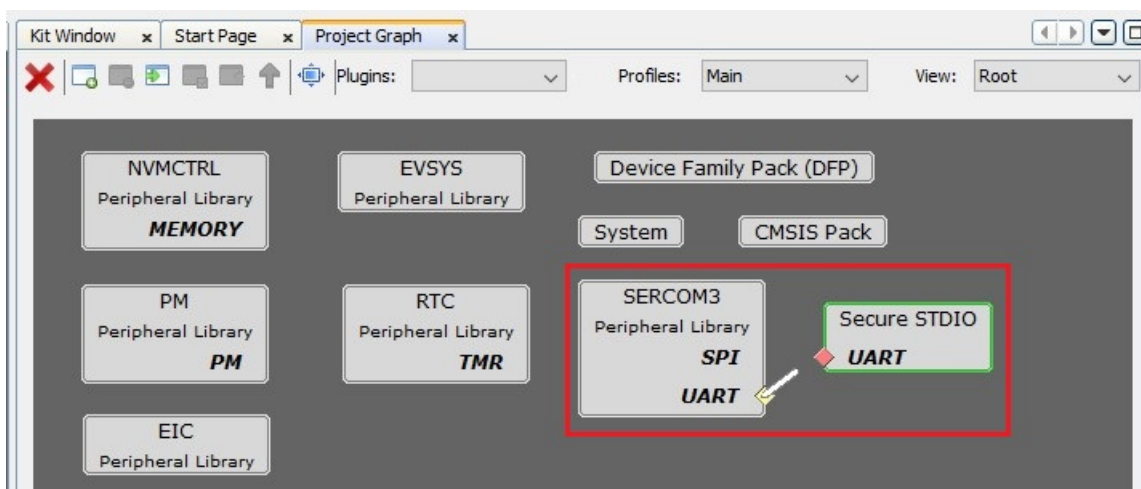 Kit Window x Start Page x Project Graph x
Plugins: Profiles: Main View: Root
NVMCTRL
Peripheral Library
MEMORY
EVSYS
Peripheral Library
Device Family Pack (DFP)
System
CMSIS Pack
PM
Peripheral Library
PM
RTC
Peripheral Library
TMR
SERCOM3
Peripheral Library
SPI
UART
Secure STDIO
UART
EIC
Peripheral Library